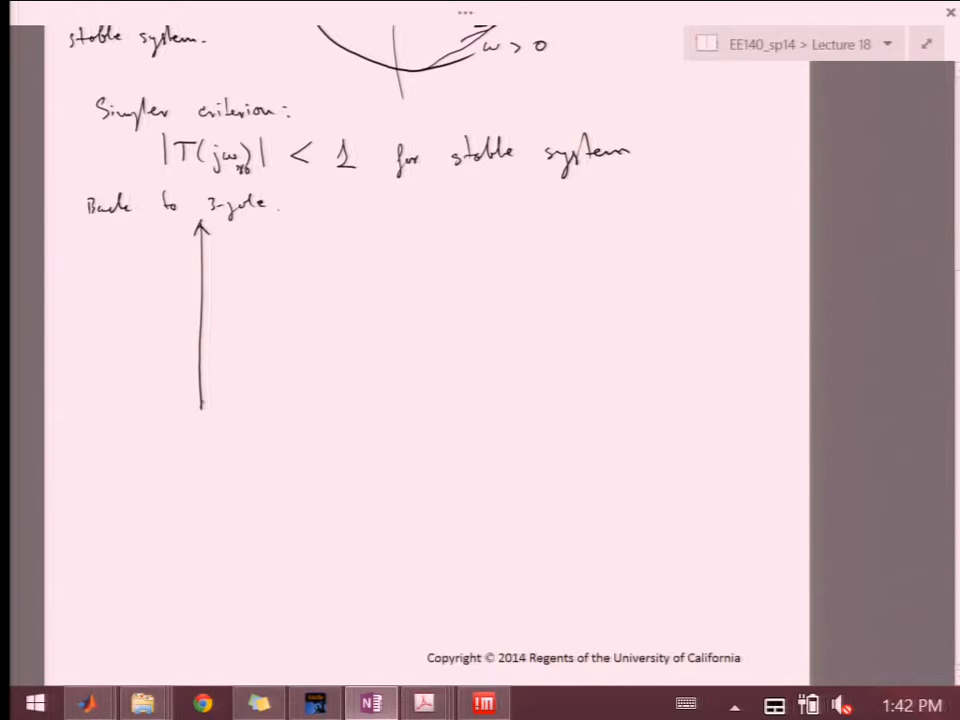 stable system.
ω > 0
EE140_sp14 > Lecture 18
Simpler criterion:
|T(jω)| < 1 for stable system
Back to 3-pole.
Copyright © 2014 Regents of the University of California
1:42 PM